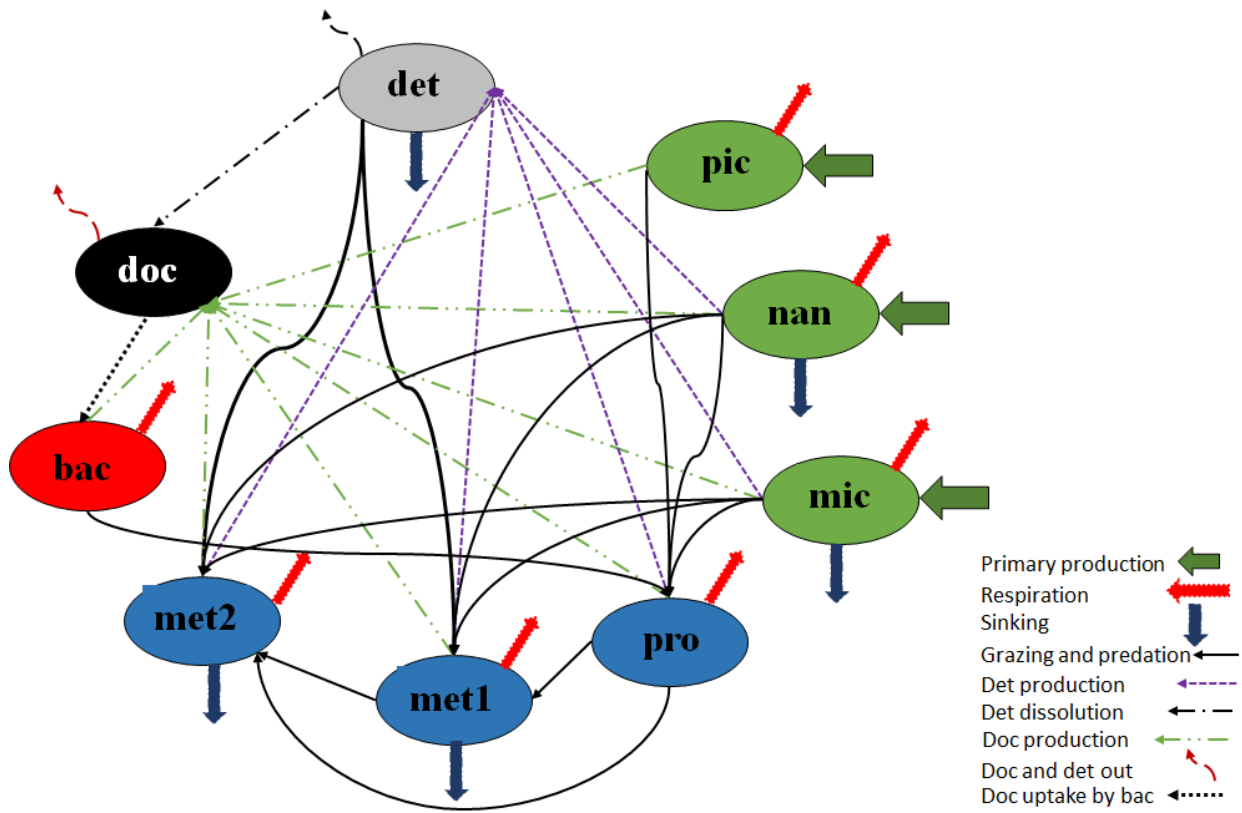 det
pic
doc
nan
bac
mic
met2
pro
met1
Primary production
Respiration
Sinking
Grazing and predation
Det production
Det dissolution
Doc production
Doc and det out
Doc uptake by bac